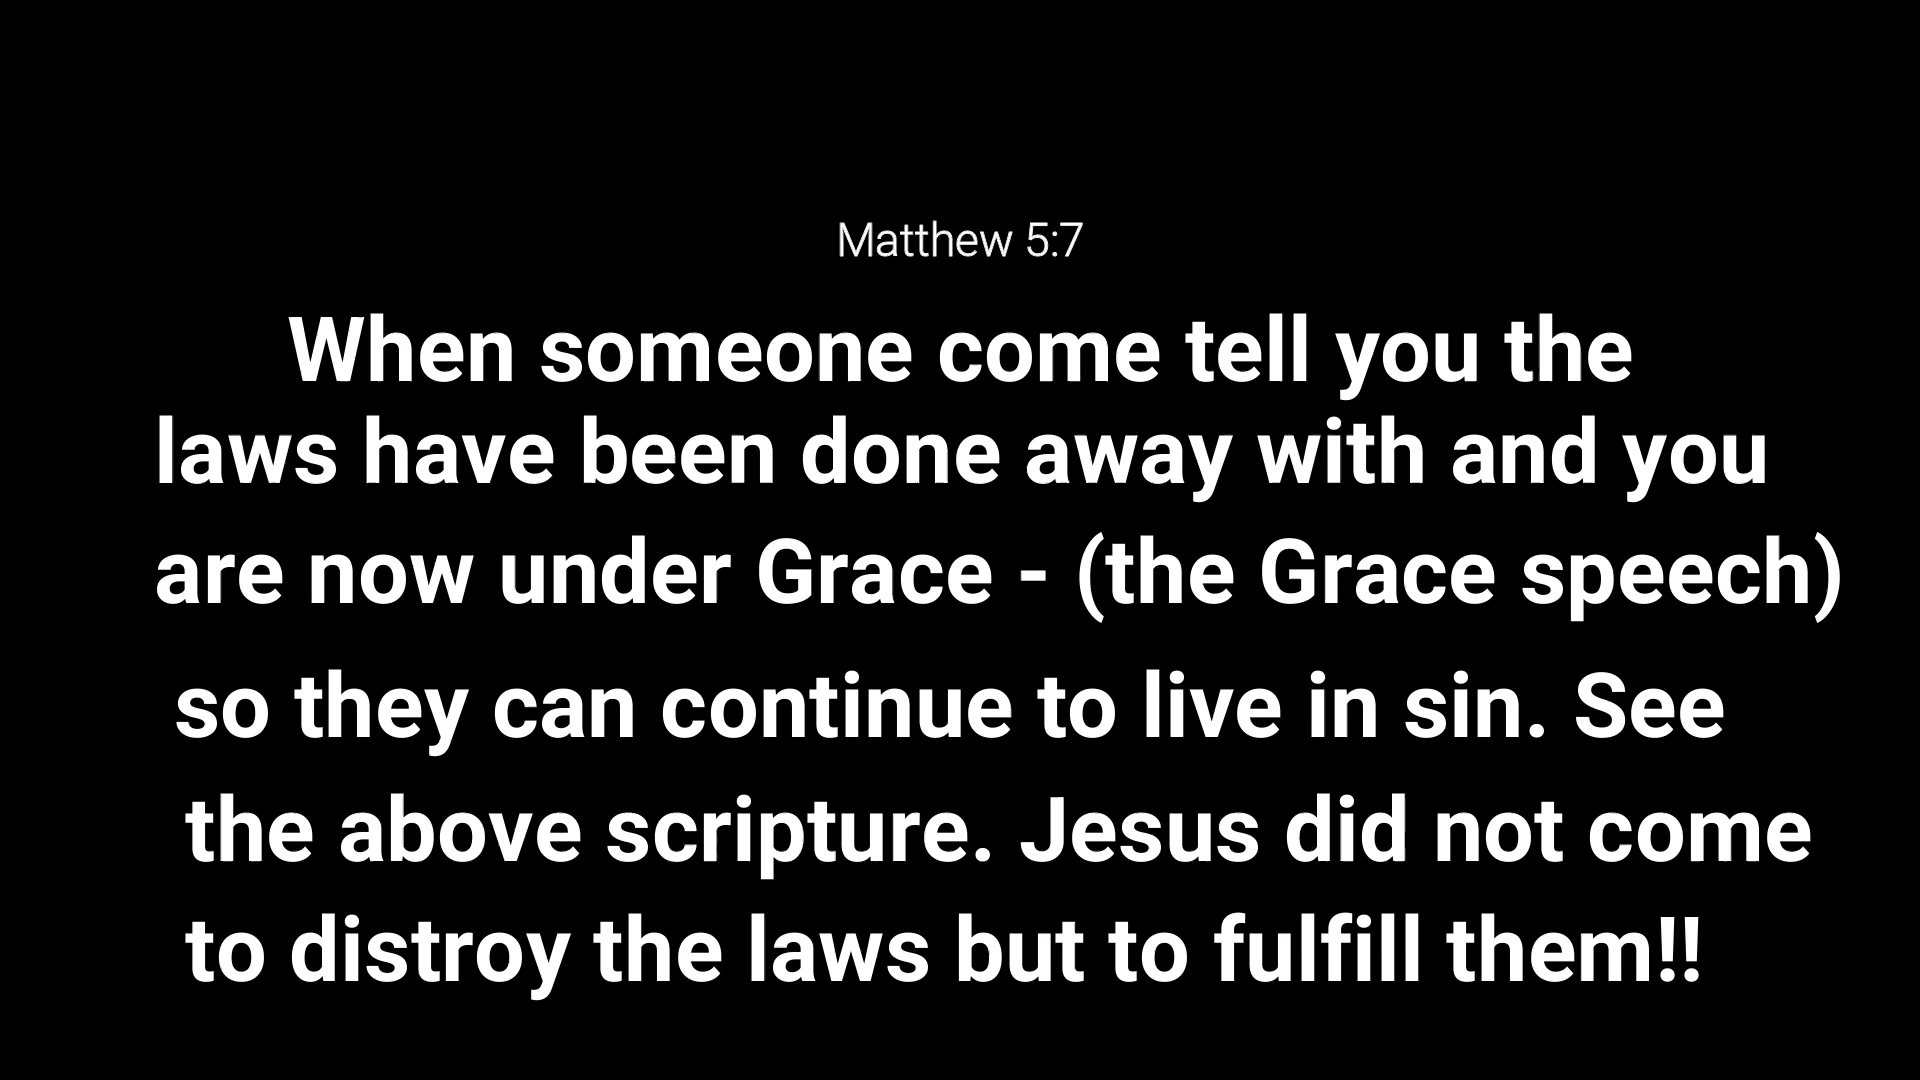 Matthew 5:7
When someone come tell you the
laws have been done away with and you
are now under Grace - (the Grace speech)
so they can continue to live in sin. See
the above scripture. Jesus did not come
to distroy the laws but to fulfill them!!